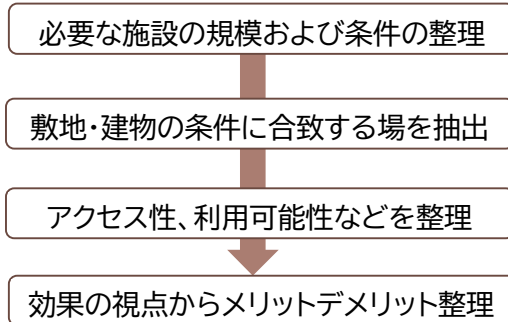 必要な施設の規模および条件の整理
敷地・建物の条件に合致する場を抽出
アクセス性、利用可能性などを整理
効果の視点からメリットデメリット整理